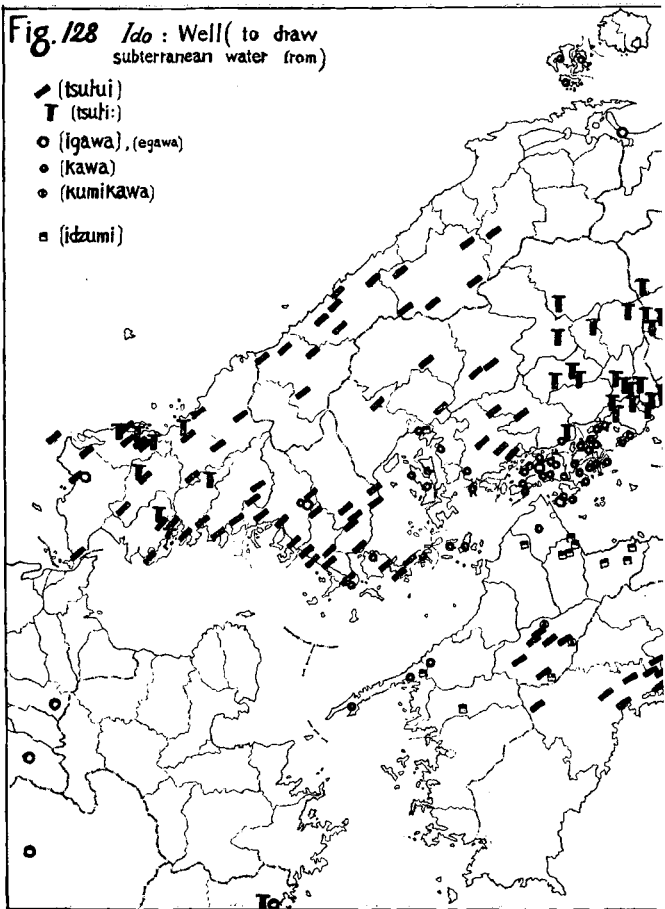 Fig. 128 Ido : Well( to draw
subterranean water from)
(tsutui)
(tsuti:)
(igawa), (egawa)
(kawa)
(kumikawa)
(idzumi)